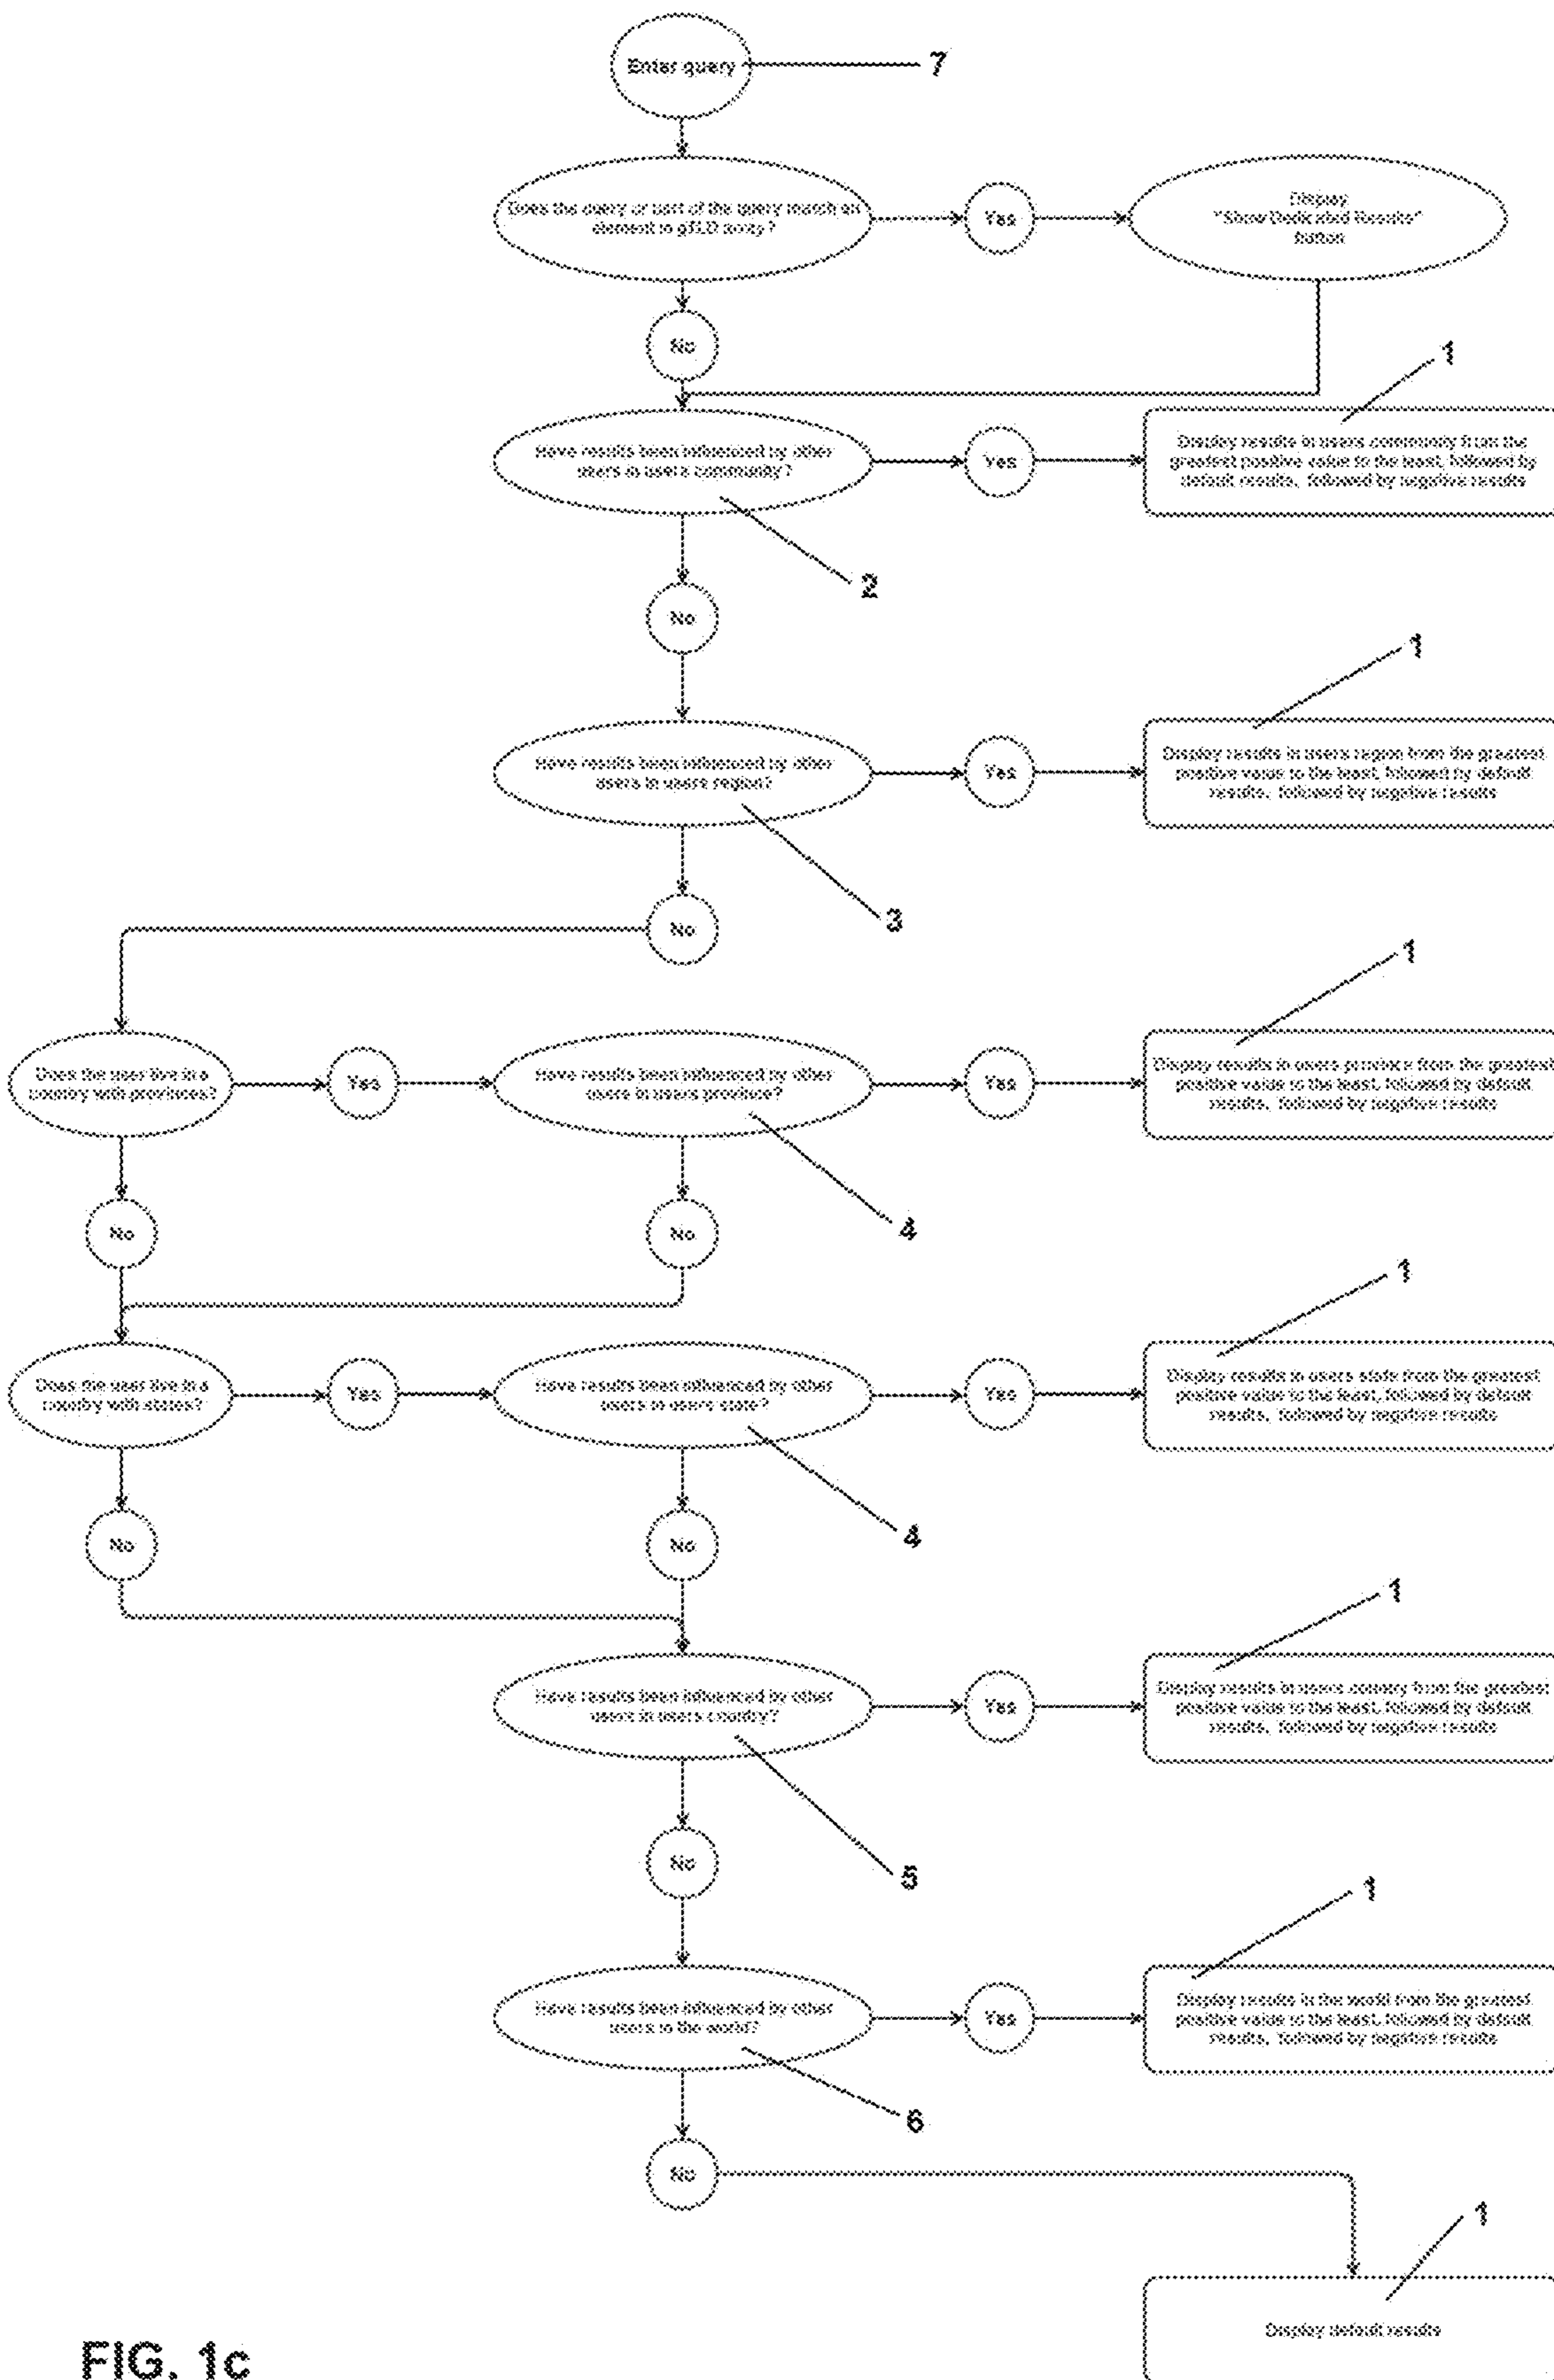 Enter query
7
Does the query or part of the query match an
element in gTLD array?
Yes
Display
"Show Dedicated Results"
button
No
1
Have results been influenced by other
users in users community?
Yes
Display results in users community from the
greatest positive value to the least, followed by
default results, followed by negative results
2
No
1
Have results been influenced by other
users in users region?
Yes
Display results in users region from the greatest
positive value to the least, followed by default
results, followed by negative results
3
No
1
Does the user live in a
country with provinces?
Yes
Have results been influenced by other
users in users province?
Yes
Display results in users province from the greatest
positive value to the least, followed by default
results, followed by negative results
4
No
No
1
Does the user live in a
country with states?
Yes
Have results been influenced by other
users in users state?
Yes
Display results in users state from the greatest
positive value to the least, followed by default
results, followed by negative results
4
No
No
1
Have results been influenced by other
users in users country?
Yes
Display results in users country from the greatest
positive value to the least, followed by default
results, followed by negative results
5
No
1
Have results been influenced by other
users in the world?
Yes
Display results in the world from the greatest
positive value to the least, followed by default
results, followed by negative results
6
No
1
Display default results
FIG. 1c